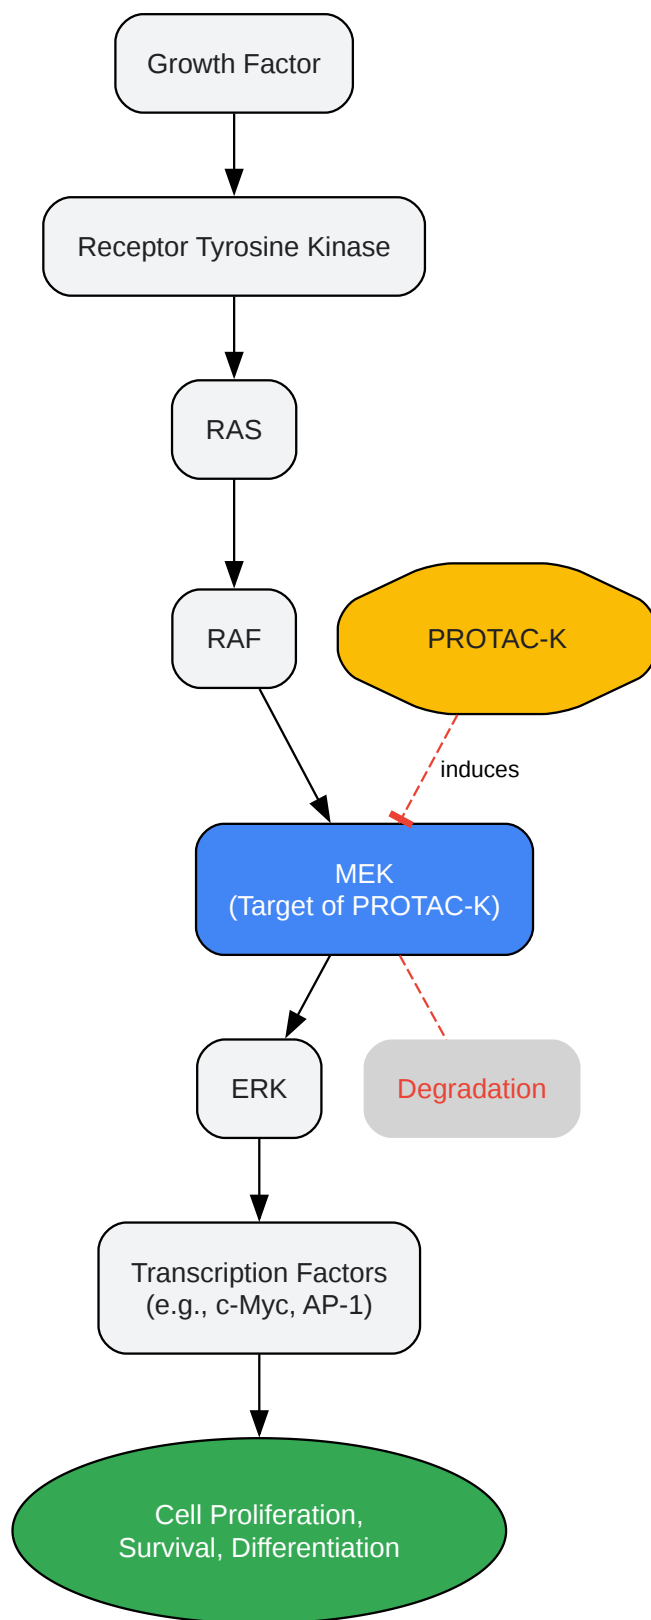 Growth Factor
Receptor Tyrosine Kinase
RAS
RAF
PROTAC-K
induces
MEK
(Target of PROTAC-K)
ERK
Degradation
Transcription Factors
(e.g., c-Myc, AP-1)
Cell Proliferation,
Survival, Differentiation